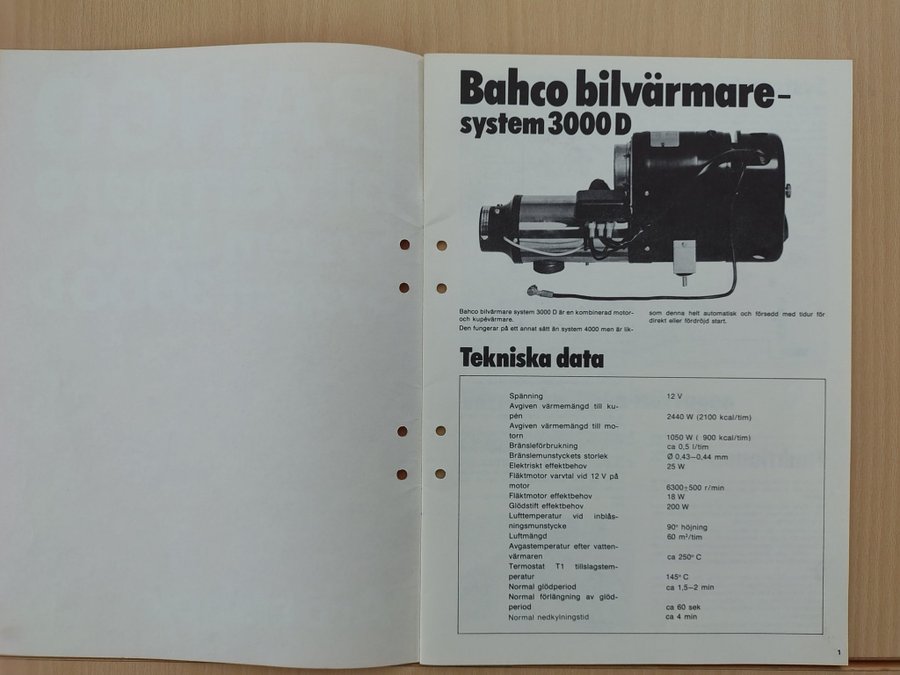 Bahco bilvärmare-
system 3000 D
Bahco bilvärmare system 3000 D är en kombinerad motor-
och kupévärmare.
Den fungerar på ett annat sätt än system 4000 men är lik-
som denna helt automatisk och försedd med tidur för
direkt eller fördröjd start.
Tekniska data
Spänning 12 V
Avgiven värmemängd till ku-
pén 2440 W (2100 kcal/tim)
Avgiven värmemängd till mo-
torn 1050 W ( 900 kcal/tim)
Bränsleförbrukning ca 0,5 l/tim
Bränslemunstyckets storlek Ø 0,43–0,44 mm
Elektriskt effektbehov 25 W
Fläktmotor varvtal vid 12 V på
motor 6300±500 r/min
Fläktmotor effektbehov 18 W
Glödstift effektbehov 200 W
Lufttemperatur vid inblås-
ningsmunstycke 90° höjning
Luftmängd 60 m³/tim
Avgastemperatur efter vatten-
värmaren ca 250° C
Termostat T1 tillslagstem-
peratur 145° C
Normal glödperiod ca 1,5–2 min
Normal förlängning av glöd-
period ca 60 sek
Normal nedkylningstid ca 4 min
1